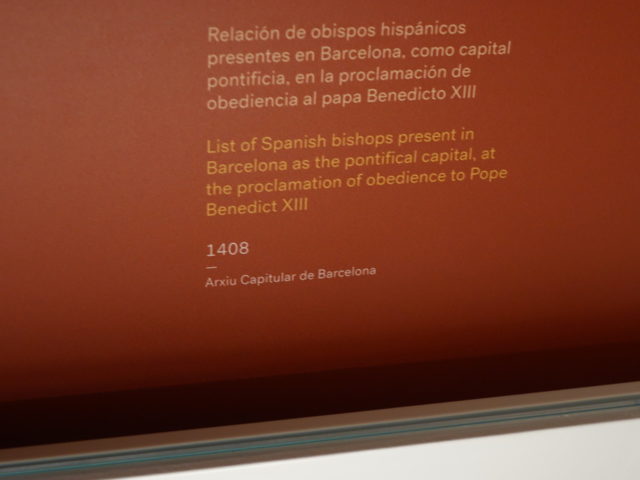 Relación de obispos hispánicos
presentes en Barcelona, como capital
pontificia, en la proclamación de
obediencia al papa Benedicto XIII
List of Spanish bishops present in
Barcelona as the pontifical capital, at
the proclamation of obedience to Pope
Benedict XIII
1408
Arxiu Capitular de Barcelona